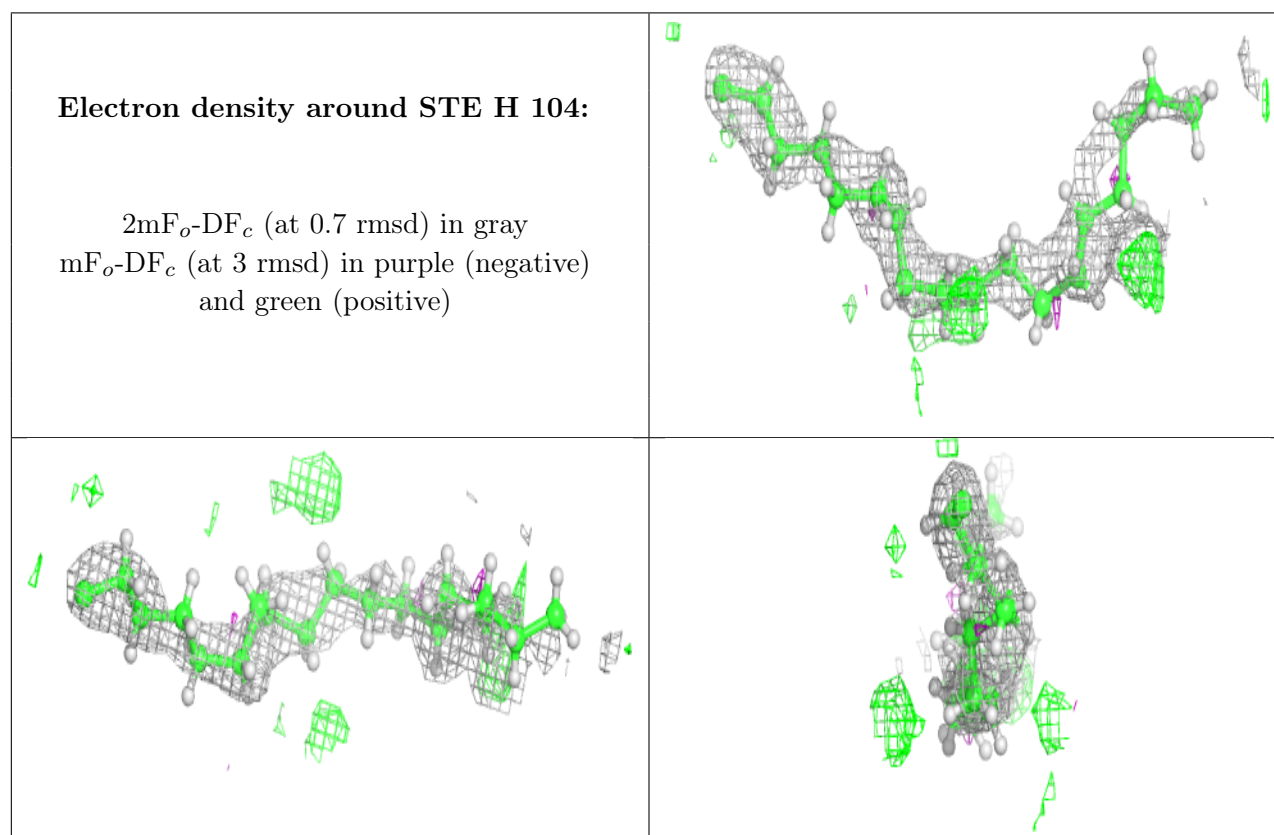 Electron density around STE H 104:
2mFₒ-DF𝒸 (at 0.7 rmsd) in gray
mFₒ-DF𝒸 (at 3 rmsd) in purple (negative)
and green (positive)